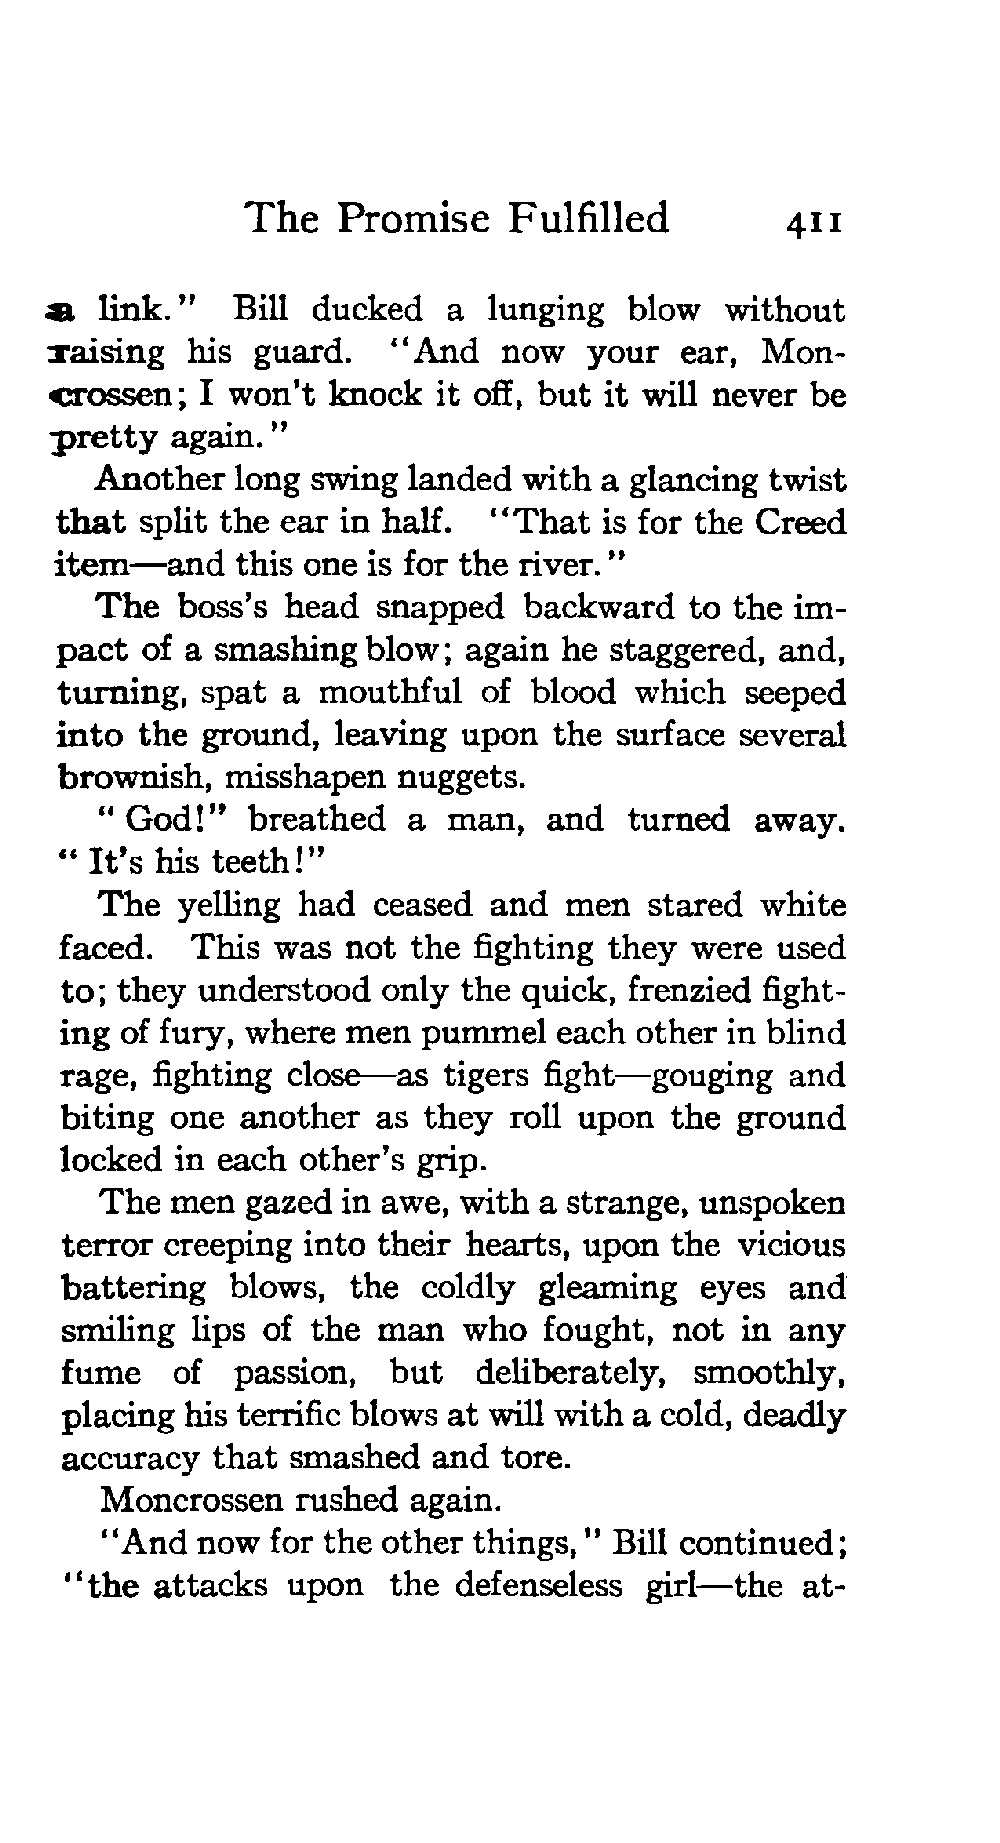 The Promise Fulfilled 411
a link." Bill ducked a lunging blow without
raising his guard. "And now your ear, Mon-
crossen; I won't knock it off, but it will never be
pretty again."
Another long swing landed with a glancing twist
that split the ear in half. "That is for the Creed
item—and this one is for the river."
The boss's head snapped backward to the im-
pact of a smashing blow; again he staggered, and,
turning, spat a mouthful of blood which seeped
into the ground, leaving upon the surface several
brownish, misshapen nuggets.
" God!" breathed a man, and turned away.
" It's his teeth!"
The yelling had ceased and men stared white
faced. This was not the fighting they were used
to; they understood only the quick, frenzied fight-
ing of fury, where men pummel each other in blind
rage, fighting close—as tigers fight—gouging and
biting one another as they roll upon the ground
locked in each other's grip.
The men gazed in awe, with a strange, unspoken
terror creeping into their hearts, upon the vicious
battering blows, the coldly gleaming eyes and
smiling lips of the man who fought, not in any
fume of passion, but deliberately, smoothly,
placing his terrific blows at will with a cold, deadly
accuracy that smashed and tore.
Moncrossen rushed again.
"And now for the other things," Bill continued;
"the attacks upon the defenseless girl—the at-